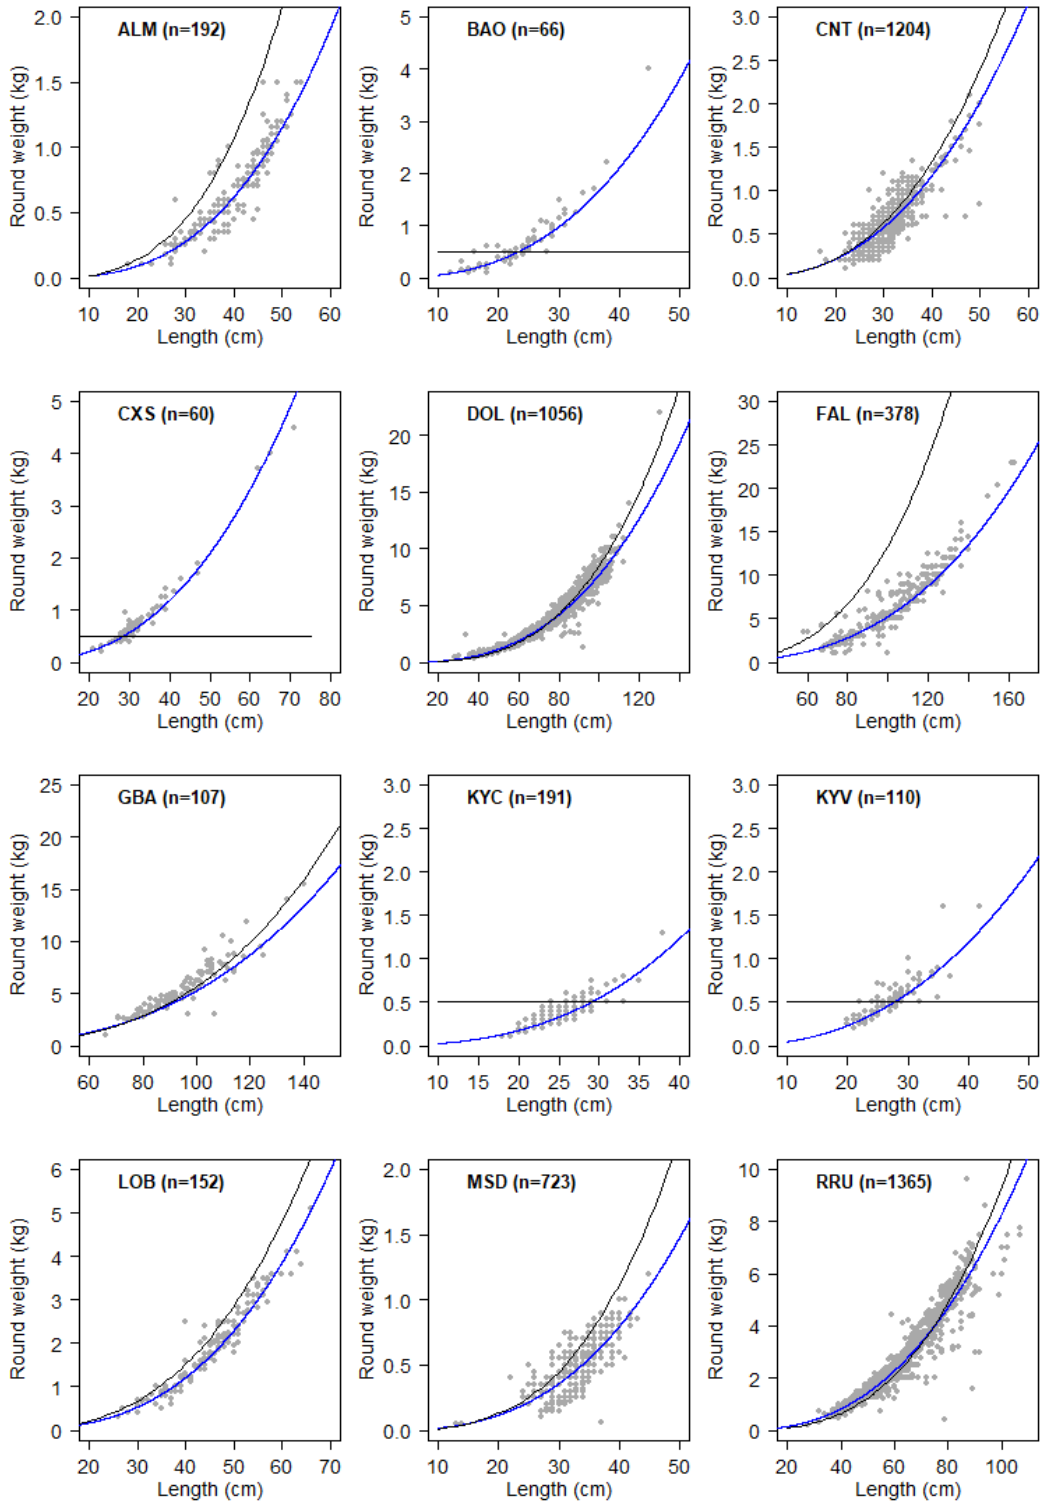 ALM (n=192)
Round weight (kg)
2.0
1.5
1.0
0.5
0.0
10 20 30 40 50 60
Length (cm)
BAO (n=66)
Round weight (kg)
5
4
3
2
1
0
10 20 30 40 50
Length (cm)
CNT (n=1204)
Round weight (kg)
3.0
2.5
2.0
1.5
1.0
0.5
0.0
10 20 30 40 50 60
Length (cm)
CXS (n=60)
Round weight (kg)
5
4
3
2
1
0
20 30 40 50 60 70 80
Length (cm)
DOL (n=1056)
Round weight (kg)
20
15
10
5
0
20 40 60 80 120
Length (cm)
FAL (n=378)
Round weight (kg)
30
25
20
15
10
5
0
60 80 120 160
Length (cm)
GBA (n=107)
Round weight (kg)
25
20
15
10
5
0
60 80 100 120 140
Length (cm)
KYC (n=191)
Round weight (kg)
3.0
2.5
2.0
1.5
1.0
0.5
0.0
10 15 20 25 30 35 40
Length (cm)
KYV (n=110)
Round weight (kg)
3.0
2.5
2.0
1.5
1.0
0.5
0.0
10 20 30 40 50
Length (cm)
LOB (n=152)
Round weight (kg)
6
5
4
3
2
1
0
20 30 40 50 60 70
Length (cm)
MSD (n=723)
Round weight (kg)
2.0
1.5
1.0
0.5
0.0
10 20 30 40 50
Length (cm)
RRU (n=1365)
Round weight (kg)
10
8
6
4
2
0
20 40 60 80 100
Length (cm)